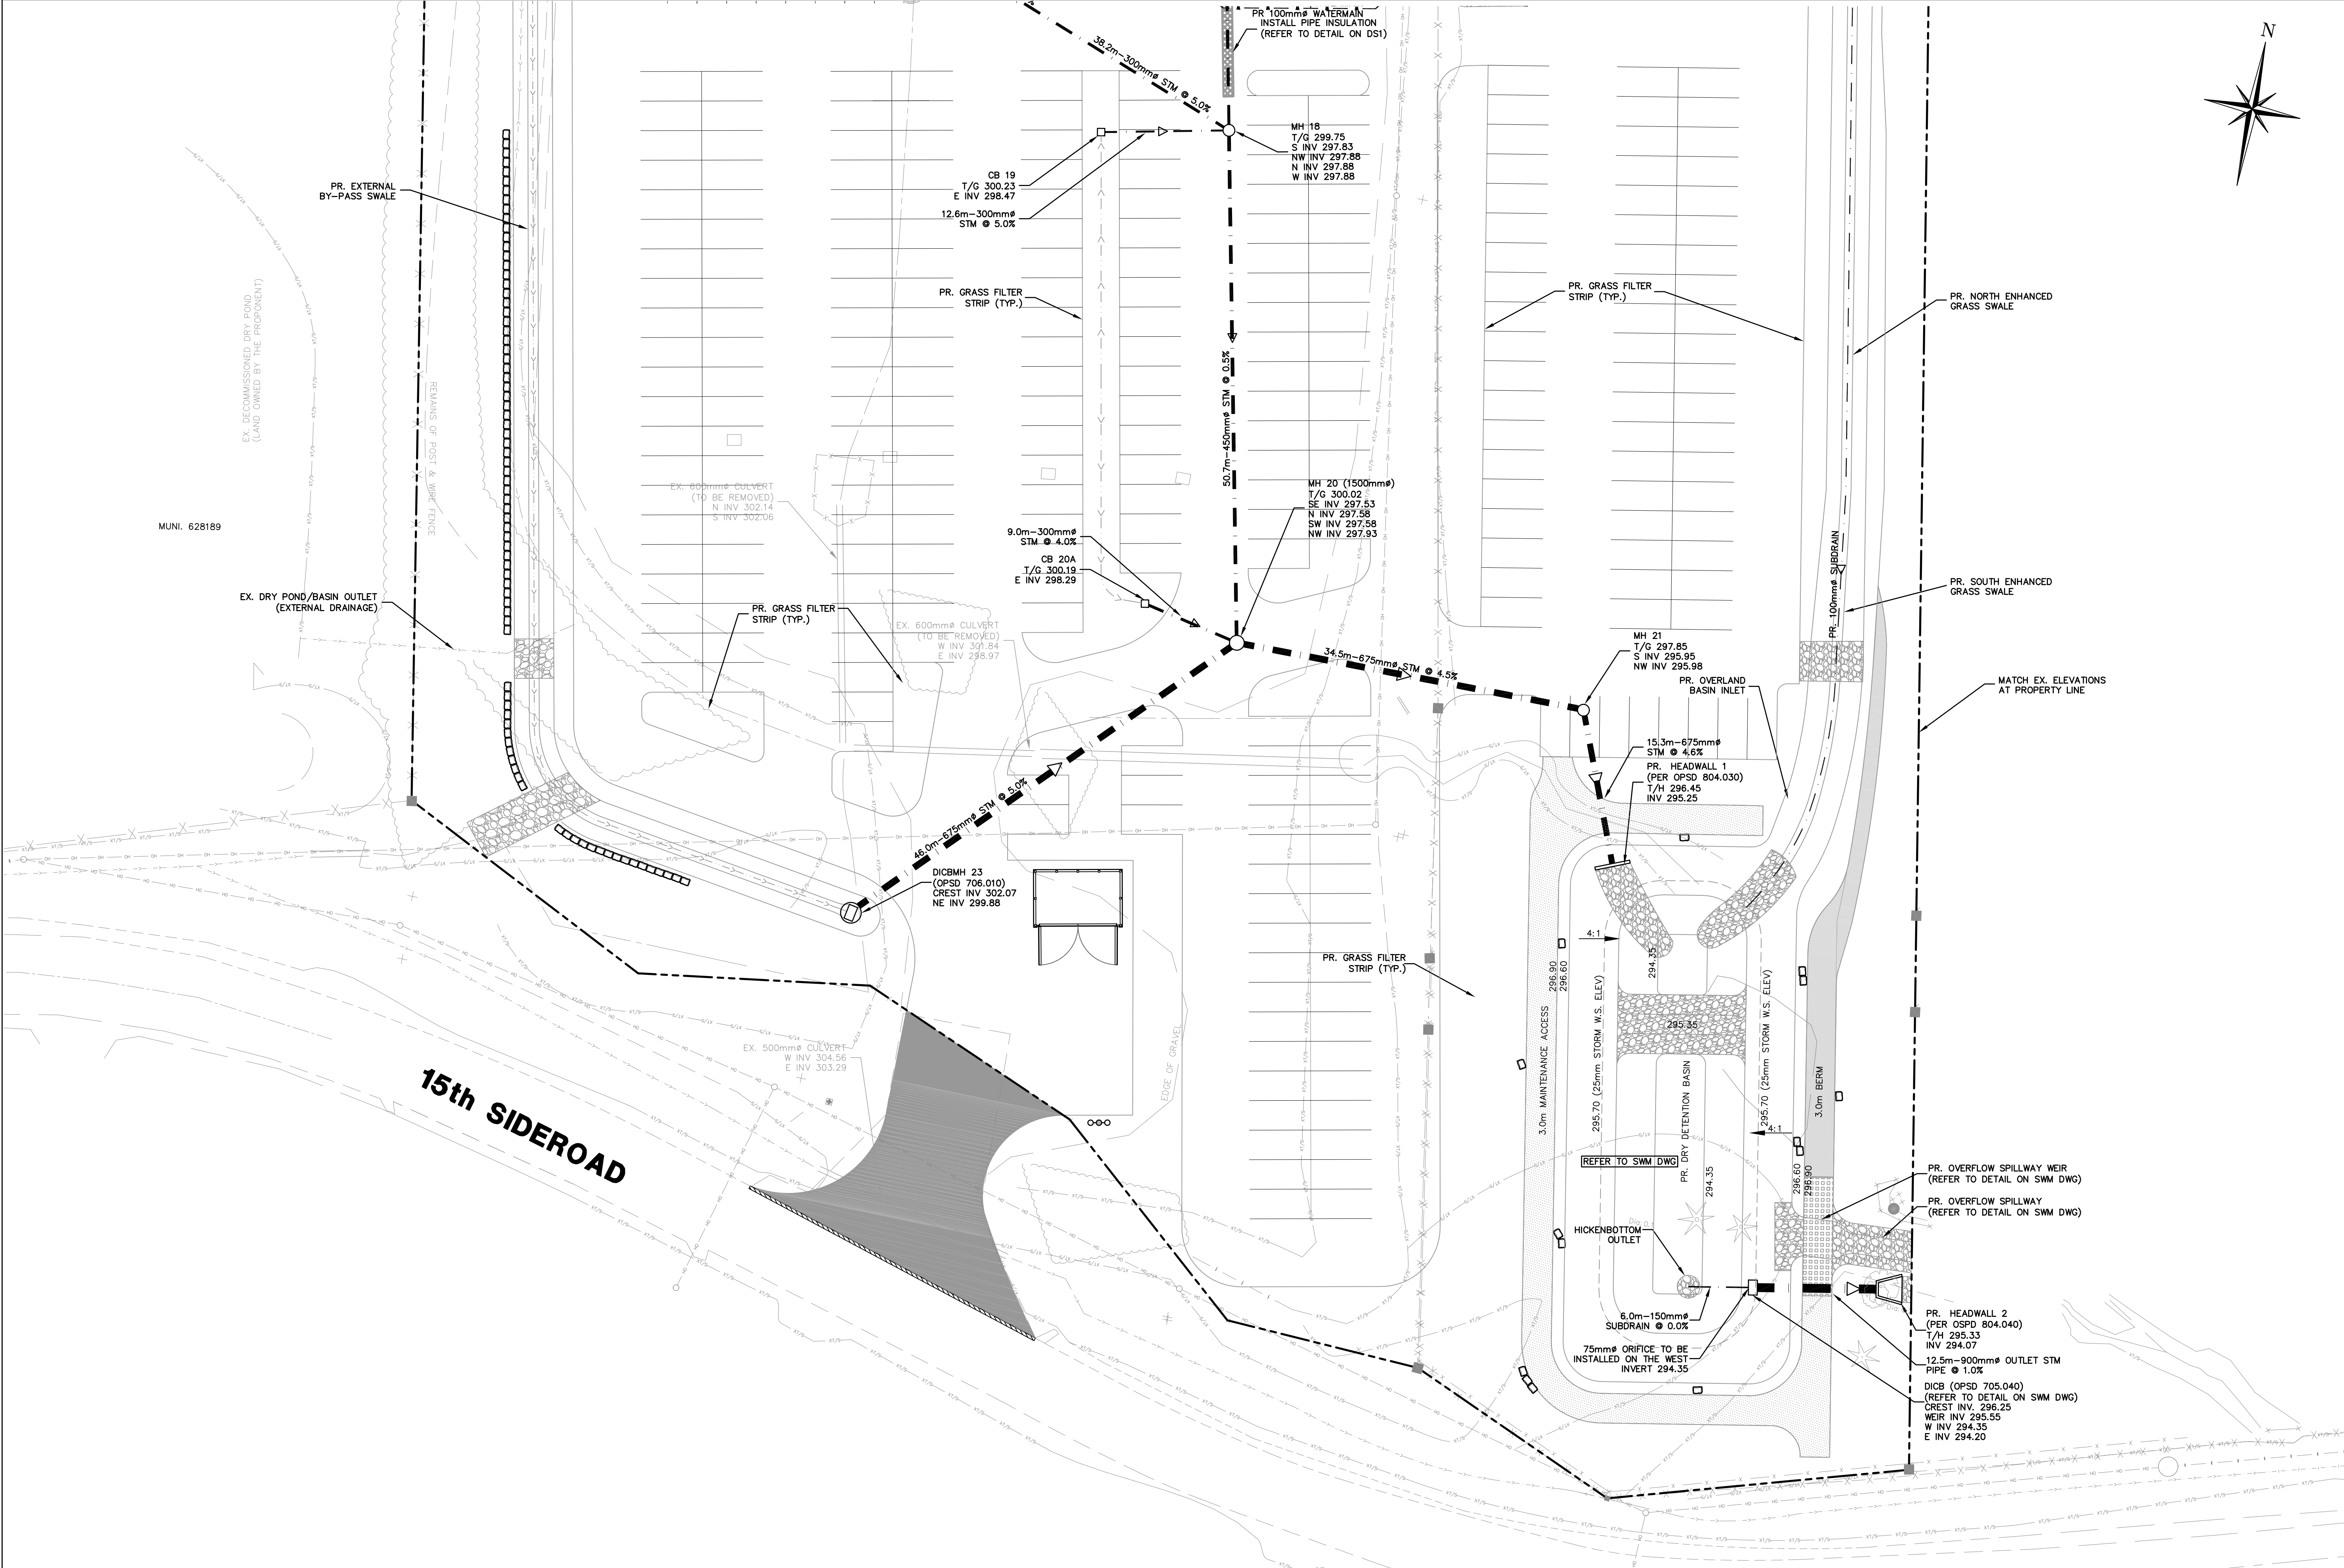 PR 100mmø WATERMAIN
INSTALL PIPE INSULATION
(REFER TO DETAIL ON DS1)
38.2m-300mmø STM @ 5.0%
N
MH 18
T/G 299.75
S INV 297.83
NW INV 297.88
N INV 297.88
W INV 297.88
CB 19
T/G 300.23
E INV 298.47
12.6m-300mmø
STM @ 5.0%
PR. EXTERNAL
BY-PASS SWALE
EX. DECOMMISSIONED DRY POND
(LAND OWNED BY THE PROPONENT)
REMAINS OF POST & WIRE FENCE
PR. GRASS FILTER
STRIP (TYP.)
PR. GRASS FILTER
STRIP (TYP.)
PR. NORTH ENHANCED
GRASS SWALE
50.7m-450mmø STM @ 0.5%
MUNI. 628189
EX. 600mmø CULVERT
(TO BE REMOVED)
N INV 302.14
S INV 302.06
MH 20 (1500mmø)
T/G 300.02
SE INV 297.53
N INV 297.58
SW INV 297.58
NW INV 297.93
9.0m-300mmø
STM @ 4.0%
CB 20A
T/G 300.19
E INV 298.29
PR. 100mmø SUBDRAIN
PR. SOUTH ENHANCED
GRASS SWALE
EX. DRY POND/BASIN OUTLET
(EXTERNAL DRAINAGE)
PR. GRASS FILTER
STRIP (TYP.)
EX. 600mmø CULVERT
(TO BE REMOVED)
W INV 301.84
E INV 298.97
34.5m-675mmø STM @ 4.5%
MH 21
T/G 297.85
S INV 295.95
NW INV 295.98
PR. OVERLAND
BASIN INLET
MATCH EX. ELEVATIONS
AT PROPERTY LINE
15.3m-675mmø
STM @ 4.6%
PR. HEADWALL 1
(PER OPSD 804.030)
T/H 296.45
INV 295.25
46.0m-675mmø STM @ 5.0%
DICBMH 23
(OPSD 706.010)
CREST INV 302.07
NE INV 299.88
4:1
294.35
296.90
296.60
PR. GRASS FILTER
STRIP (TYP.)
295.35
295.70 (25mm STORM W.S. ELEV)
295.70 (25mm STORM W.S. ELEV)
3.0m MAINTENANCE ACCESS
PR. DRY DETENTION BASIN
3.0m BERM
4:1
EX. 500mmø CULVERT
W INV 304.56
E INV 303.29
EDGE OF GRAVEL
15th SIDEROAD
REFER TO SWM DWG
294.35
296.60
296.90
PR. OVERFLOW SPILLWAY WEIR
(REFER TO DETAIL ON SWM DWG)
PR. OVERFLOW SPILLWAY
(REFER TO DETAIL ON SWM DWG)
HICKENBOTTOM
OUTLET
6.0m-150mmø
SUBDRAIN @ 0.0%
75mmø ORIFICE TO BE
INSTALLED ON THE WEST
INVERT 294.35
PR. HEADWALL 2
(PER OSPD 804.040)
T/H 295.33
INV 294.07
12.5m-900mmø OUTLET STM
PIPE @ 1.0%
DICB (OPSD 705.040)
(REFER TO DETAIL ON SWM DWG)
CREST INV. 296.25
WEIR INV 295.55
W INV 294.35
E INV 294.20